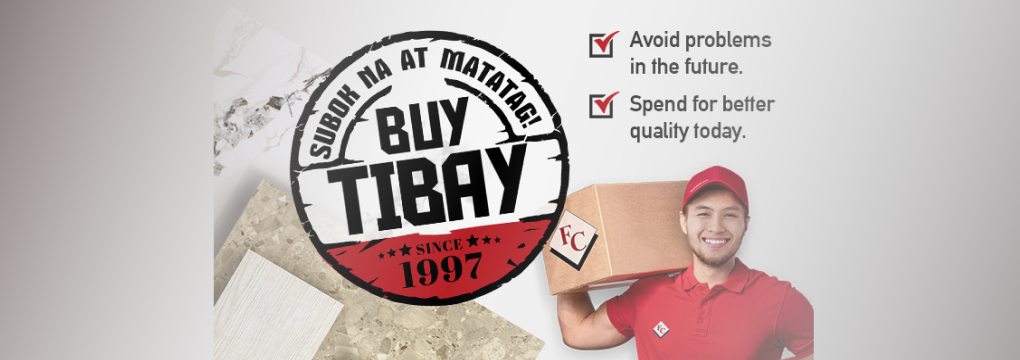 SUBOK NA AT MATATAG!
BUY
TIBAY
SINCE
1997
Avoid problems
in the future.
Spend for better
quality today.
FC
FC